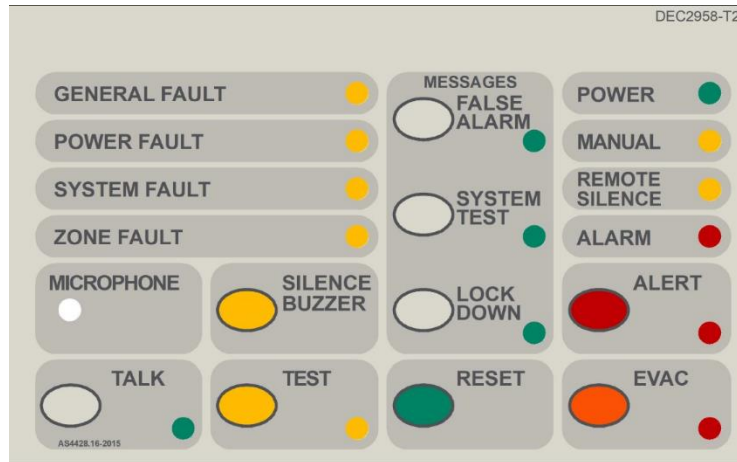 DEC2958-T2
GENERAL FAULT
POWER FAULT
SYSTEM FAULT
ZONE FAULT
MESSAGES
FALSE
ALARM
SYSTEM
TEST
LOCK
DOWN
POWER
MANUAL
REMOTE
SILENCE
ALARM
MICROPHONE
SILENCE
BUZZER
ALERT
TALK
TEST
RESET
EVAC
AS4428.16-2015